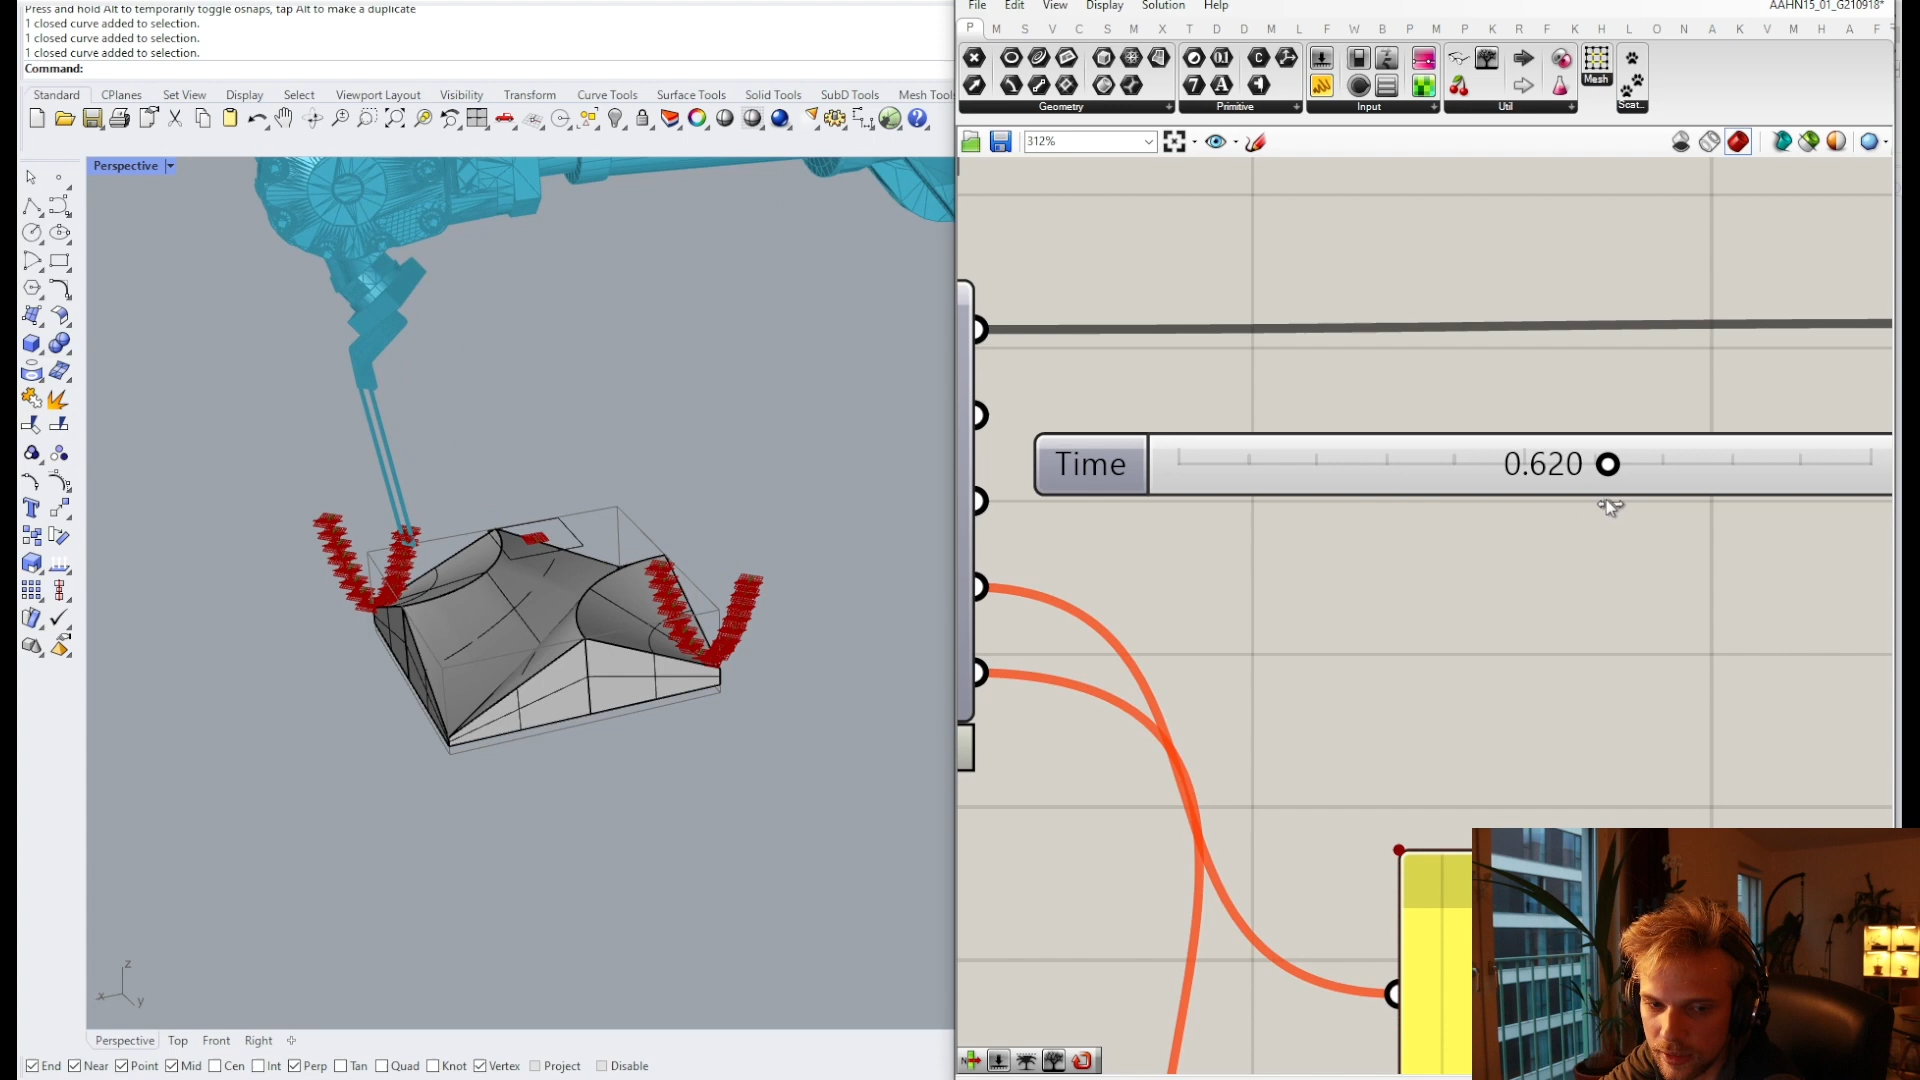 Press and hold Alt to temporarily toggle osnaps, tap Alt to make a duplicate
1 closed curve added to selection.
1 closed curve added to selection.
1 closed curve added to selection.
Command:
Standard CPlanes Set View Display Select Viewport Layout Visibility Transform Curve Tools Surface Tools Solid Tools SubD Tools Mesh Tools
Perspective
z
x y
Perspective Top Front Right
End Near Point Mid Cen Int Perp Tan Quad Knot Vertex Project Disable
File Edit View Display Solution Help
AAHN15_01_G210918*
P M S V C S M X T D D M L F W B P M P K F L F K H L O N A K V M H A F
Mesh
Geometry Primitive Input Util Scat..
312%
Time 0.620